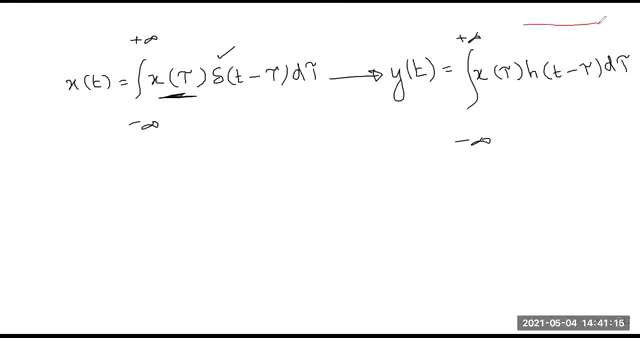 x(t) = ∫_{-∞}^{+∞} x(τ) δ(t-τ) dτ → y(t) = ∫_{-∞}^{+∞} x(τ) h(t-τ) dτ
2021-05-04 14:41:15